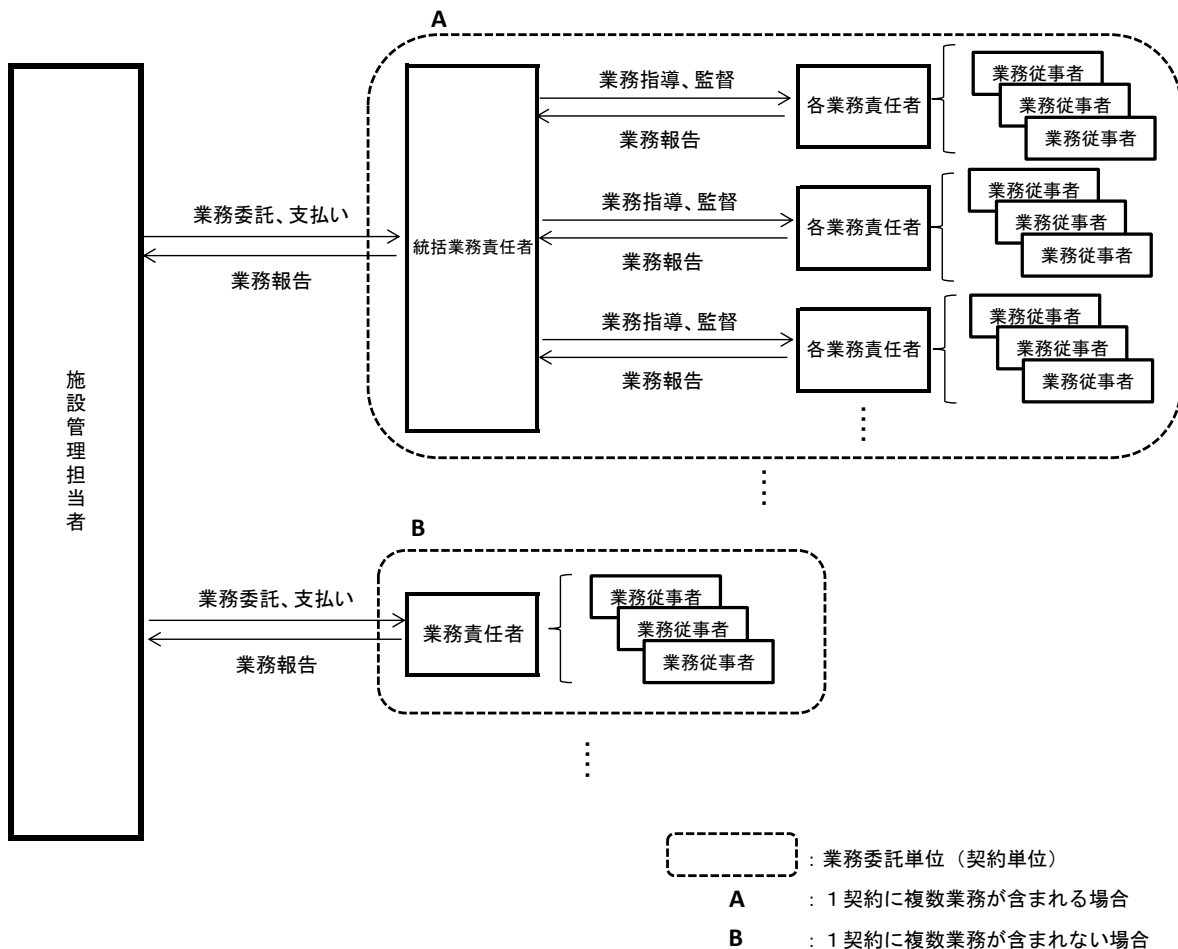 A
業務指導、監督
業務報告
各業務責任者
業務従事者
業務従事者
業務従事者
業務委託、支払い
業務報告
統括業務責任者
業務指導、監督
業務報告
各業務責任者
業務従事者
業務従事者
業務従事者
業務指導、監督
業務報告
各業務責任者
業務従事者
業務従事者
業務従事者
施設管理担当者
B
業務委託、支払い
業務報告
業務責任者
業務従事者
業務従事者
業務従事者
：業務委託単位（契約単位）
A ：１契約に複数業務が含まれる場合
B ：１契約に複数業務が含まれない場合